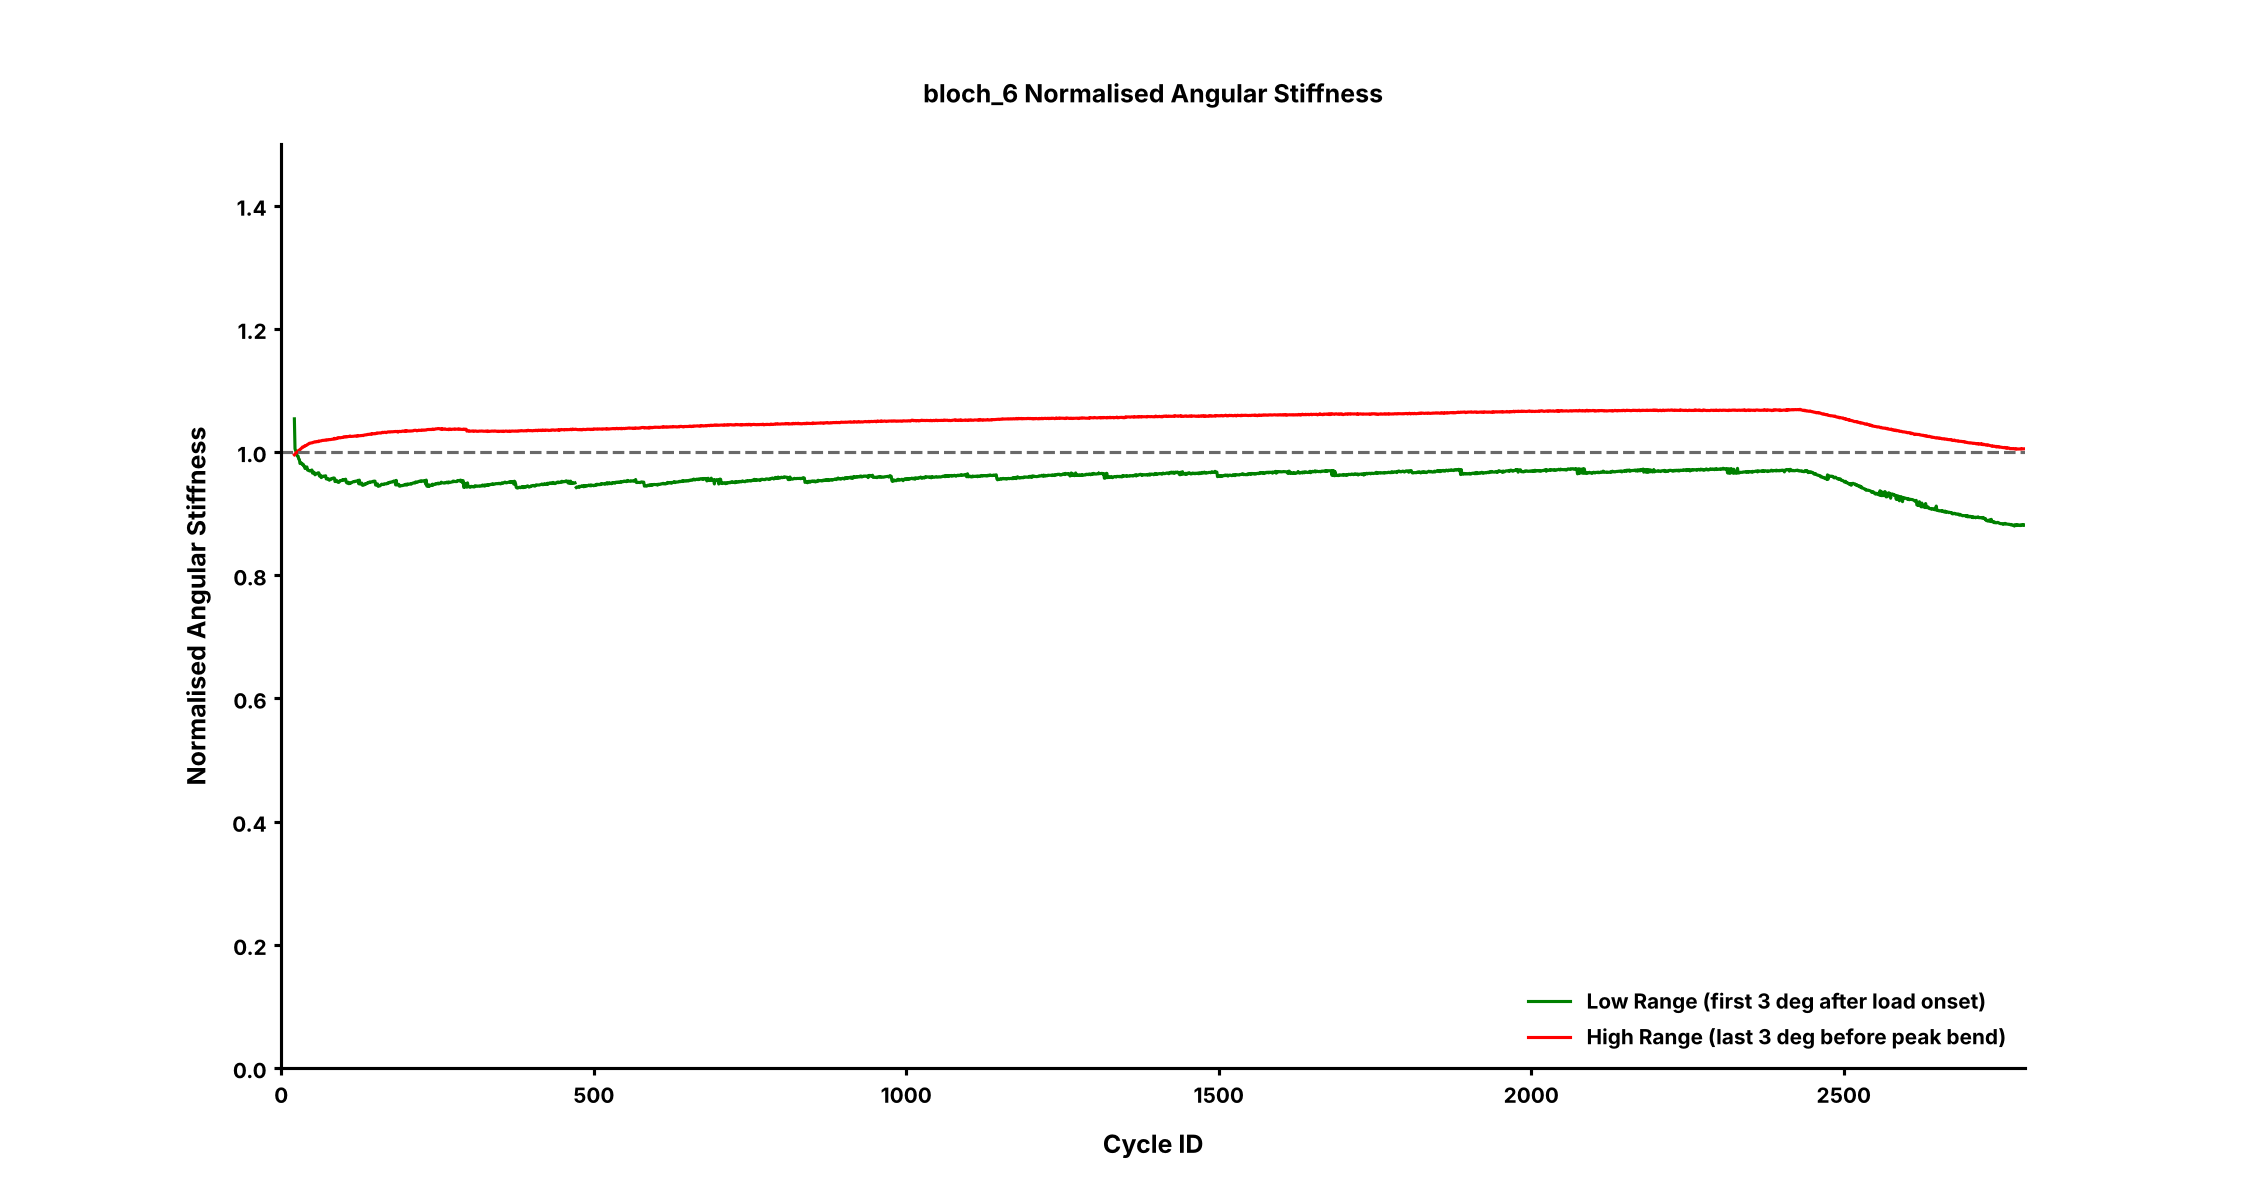 bloch_6 Normalised Angular Stiffness
Normalised Angular Stiffness
1.4
1.2
1.0
0.8
0.6
0.4
0.2
0.0
Low Range (first 3 deg after load onset)
High Range (last 3 deg before peak bend)
0 500 1000 1500 2000 2500
Cycle ID